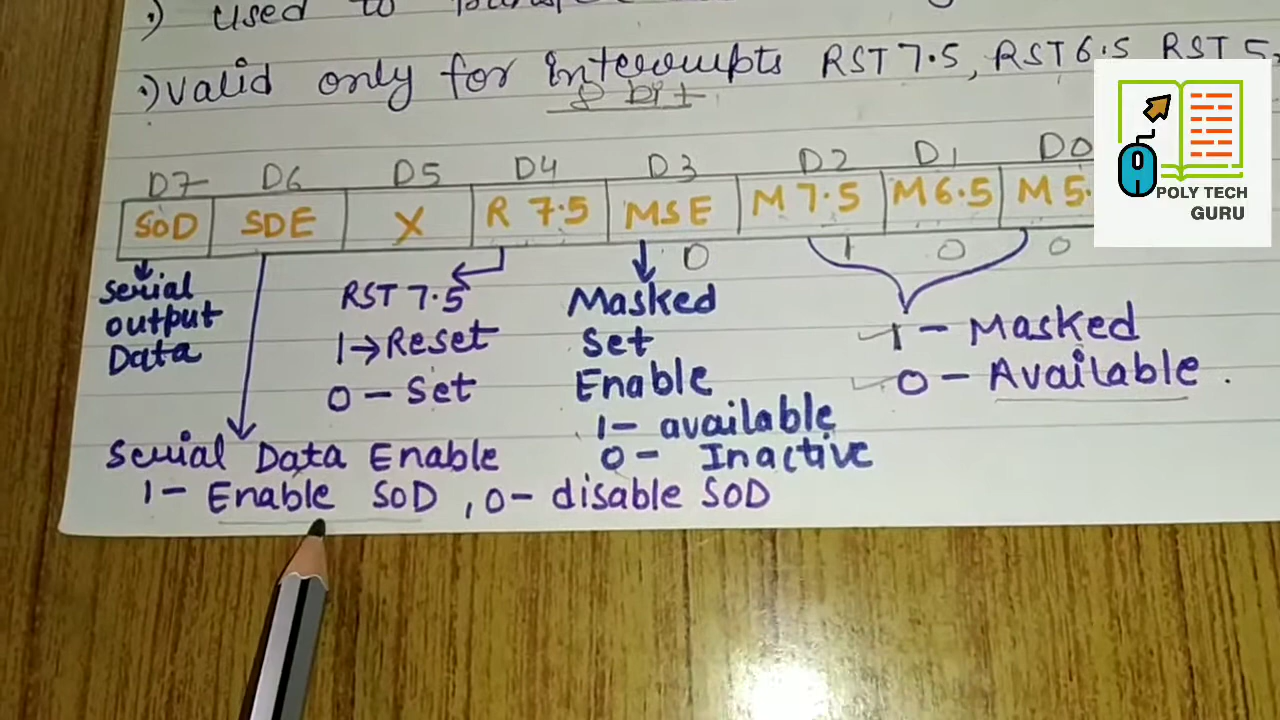 ·) used to
·) valid only for Interrupts RST 7.5, RST 6.5 RST 5.
8 bit
D7 D6 D5 D4 D3 D2 D1 D0
SOD SDE X R 7.5 MSE M 7.5 M 6.5 M 5.
0 1 0 0
Serial
output
Data
RST 7.5
1→Reset
0 – Set
Masked
Set
Enable
1– available
0 – Inactive
1 – Masked
0 – Available .
Serial Data Enable
1 – Enable SOD , 0 – disable SOD
POLY TECH
GURU